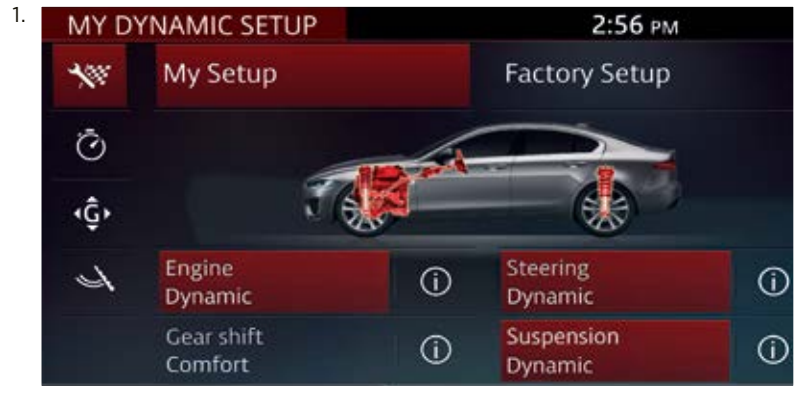 1.
MY DYNAMIC SETUP 2:56 PM
My Setup Factory Setup
G
Engine
Dynamic
i
Steering
Dynamic
i
Gear shift
Comfort
i
Suspension
Dynamic
i